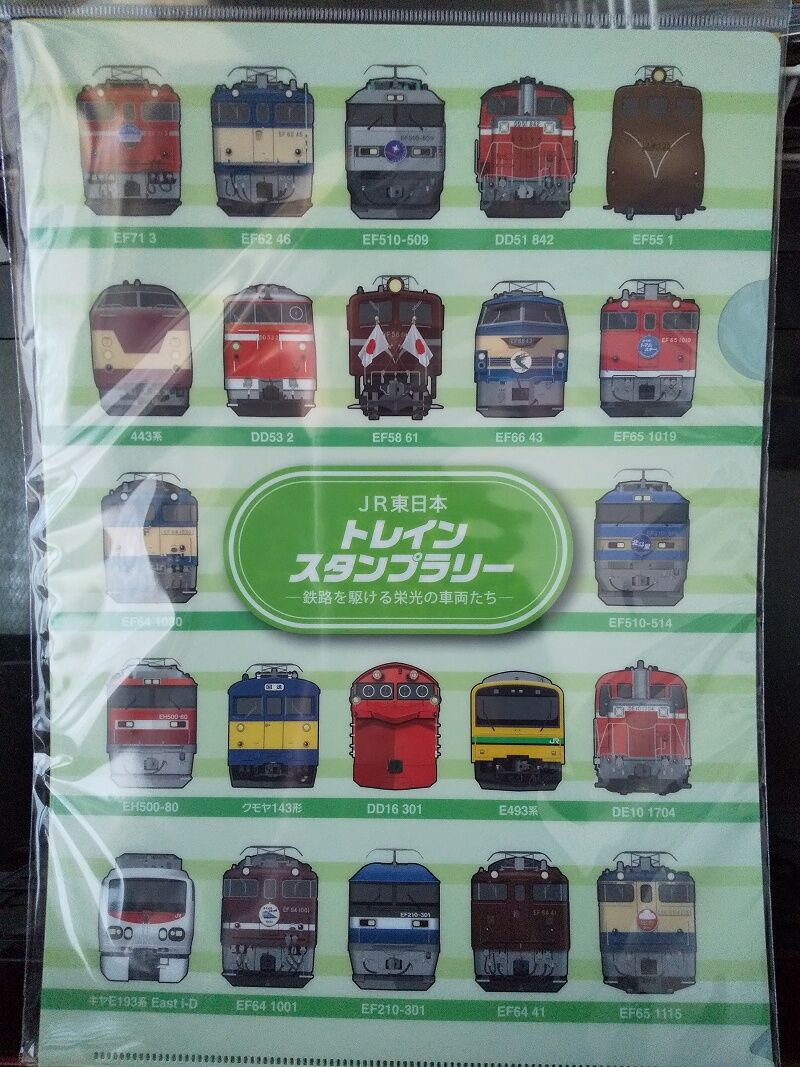 EF71 3
EF62 46
EF510-509
DD51 842
EF55 1
443系
DD53 2
EF58 61
EF66 43
EF65 1019
JR東日本
トレイン
スタンプラリー
鉄路を駆ける栄光の車両たち
EF64 1030
EF510-514
EH500-80
クモヤ143形
DD16 301
E493系
DE10 1704
キヤE193系 East i-D
EF64 1001
EF210-301
EF64 41
EF65 1115